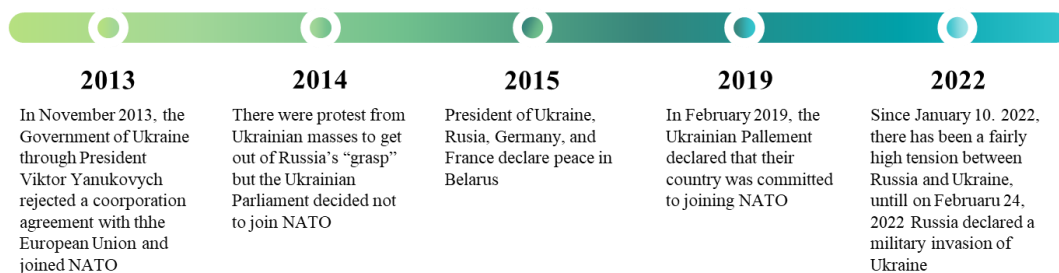 2013
In November 2013, the
Government of Ukraine
through President
Viktor Yanukovych
rejected a coorporation
agreement with thhe
European Union and
joined NATO
2014
There were protest from
Ukrainian masses to get
out of Russia’s “grasp”
but the Ukrainian
Parliament decided not
to join NATO
2015
President of Ukraine,
Rusia, Germany, and
France declare peace in
Belarus
2019
In February 2019, the
Ukrainian Pallement
declared that their
country was committed
to joining NATO
2022
Since January 10. 2022,
there has been a fairly
high tension between
Russia and Ukraine,
untill on Februaru 24,
2022 Russia declared a
military invasion of
Ukraine